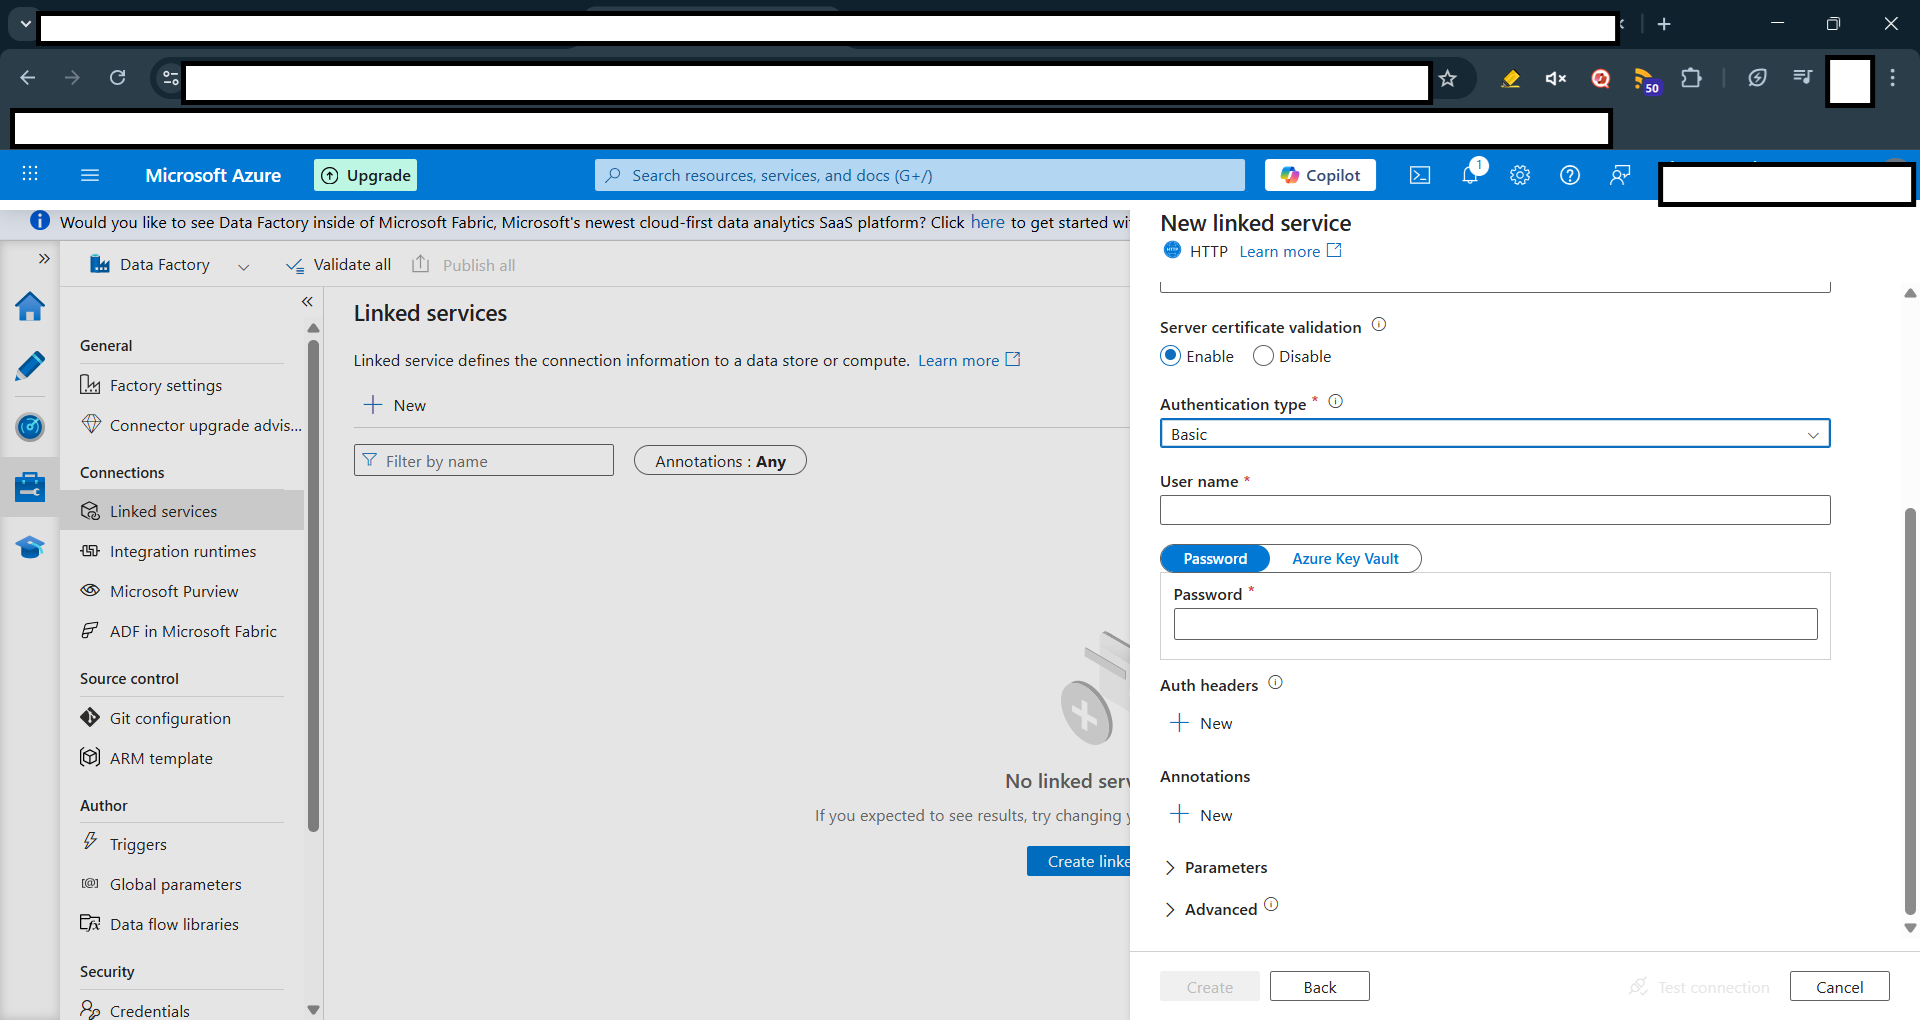 50
Microsoft Azure
Upgrade
Search resources, services, and docs (G+/)
Copilot
1
Would you like to see Data Factory inside of Microsoft Fabric, Microsoft's newest cloud-first data analytics SaaS platform? Click here to get started wi
Data Factory
Validate all
Publish all
General
Factory settings
Connector upgrade advis...
Connections
Linked services
Integration runtimes
Microsoft Purview
ADF in Microsoft Fabric
Source control
Git configuration
ARM template
Author
Triggers
Global parameters
Data flow libraries
Security
Credentials
Linked services
Linked service defines the connection information to a data store or compute. Learn more
New
Filter by name
Annotations : Any
No linked serv
If you expected to see results, try changing y
Create linke
New linked service
HTTP Learn more
Server certificate validation
Enable Disable
Authentication type *
Basic
User name *
Password Azure Key Vault
Password *
Auth headers
New
Annotations
New
Parameters
Advanced
Create Back Test connection Cancel